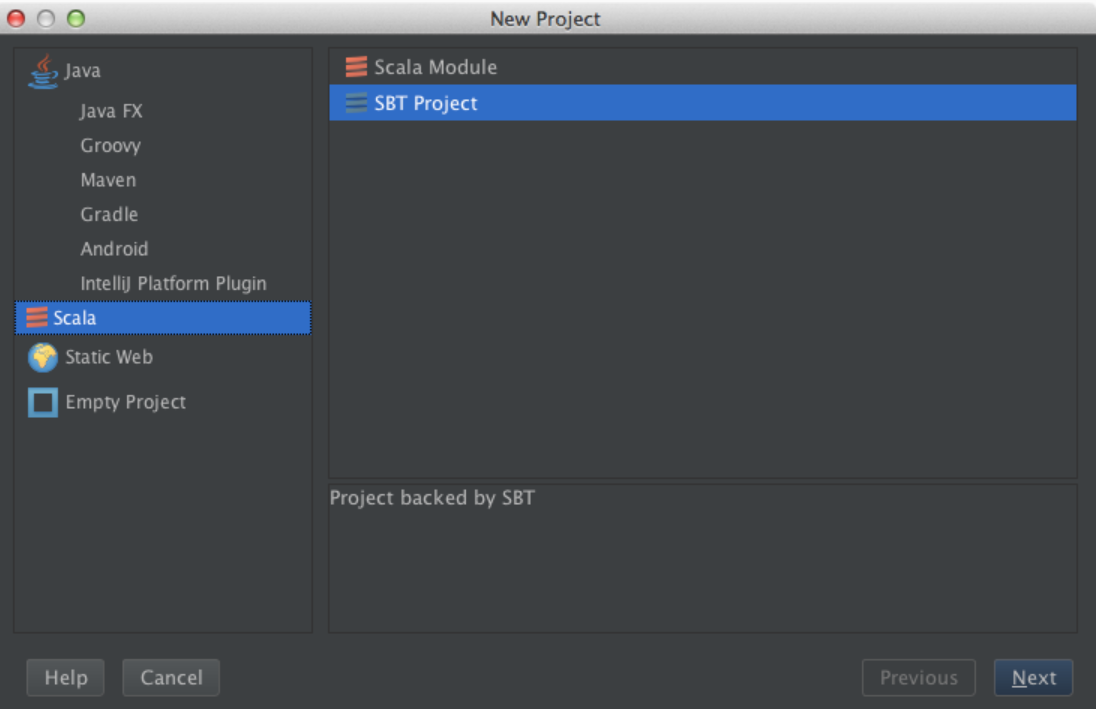 New Project
Java
Java FX
Groovy
Maven
Gradle
Android
IntelliJ Platform Plugin
Scala
Static Web
Empty Project
Scala Module
SBT Project
Project backed by SBT
Help
Cancel
Previous
Next